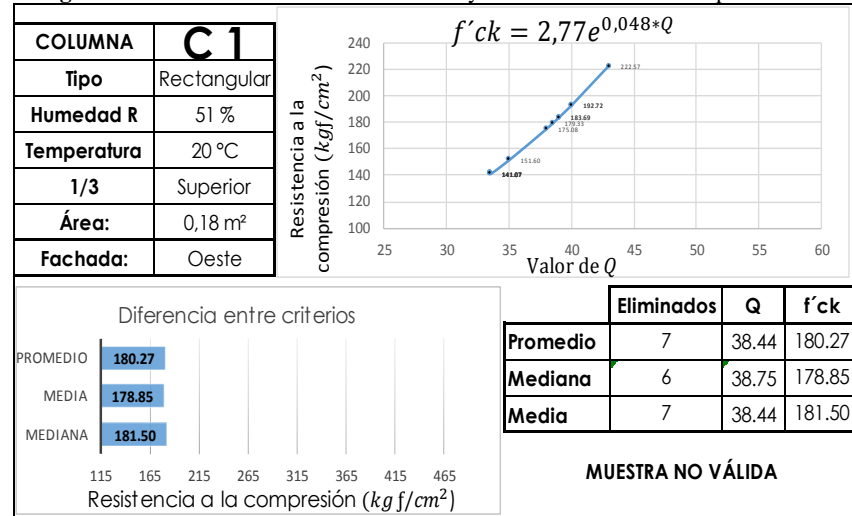 COLUMNA C 1
Tipo Rectangular
Humedad R 51 %
Temperatura 20 °C
1/3 Superior
Área: 0,18 m²
Fachada: Oeste
f´ck = 2,77e^{0,048*Q}
Resistencia a la
compresión (kgf/cm²)
240
220
200
180
160
140
120
100
222.57
192.72
183.69
179.33
175.08
151.60
25 30 35 40 45 50 55 60
Valor de Q
Diferencia entre criterios
PROMEDIO 180.27
MEDIA 178.85
MEDIANA 181.50
115 165 215 265 315 365 415 465
Resistencia a la compresión (kg f/cm²)
Eliminados Q f´ck
Promedio 7 38.44 180.27
Mediana 6 38.75 178.85
Media 7 38.44 181.50
MUESTRA NO VÁLIDA